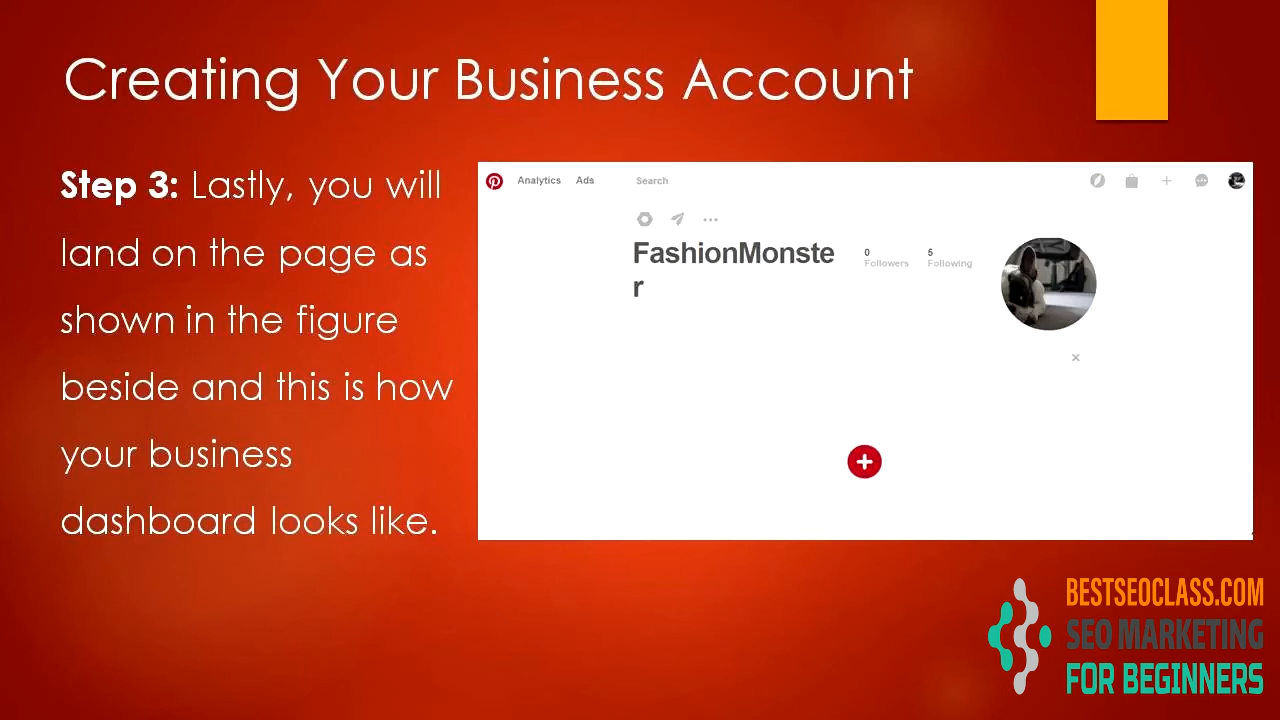 Creating Your Business Account
Step 3: Lastly, you will
land on the page as
shown in the figure
beside and this is how
your business
dashboard looks like.
Analytics Ads Search
FashionMonste
r
0 5
Followers Following
BESTSEOCLASS.COM
SEO MARKETING
FOR BEGINNERS